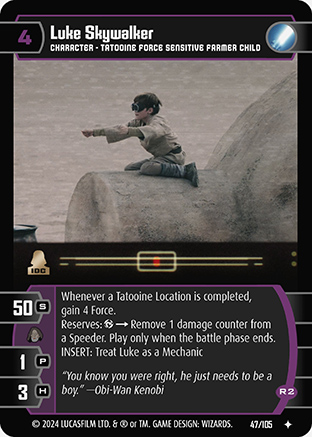 4
Luke Skywalker
CHARACTER - TATOOINE FORCE SENSITIVE FARMER CHILD
IDC
50 S
1 P
3 H
Whenever a Tatooine Location is completed,
gain 4 Force.
Reserves: → Remove 1 damage counter from
a Speeder. Play only when the battle phase ends.
INSERT: Treat Luke as a Mechanic
“You know you were right, he just needs to be a
boy.” —Obi-Wan Kenobi
R2
© 2024 LUCASFILM LTD. & ® OR TM. GAME DESIGN: WIZARDS.
47/105